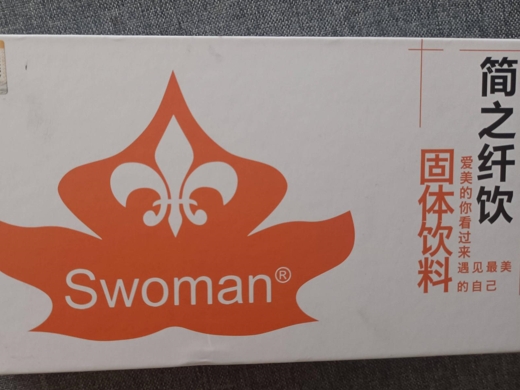 简之纤饮
固体饮料
爱美的你看过来
遇见最美
的自己
Swoman®